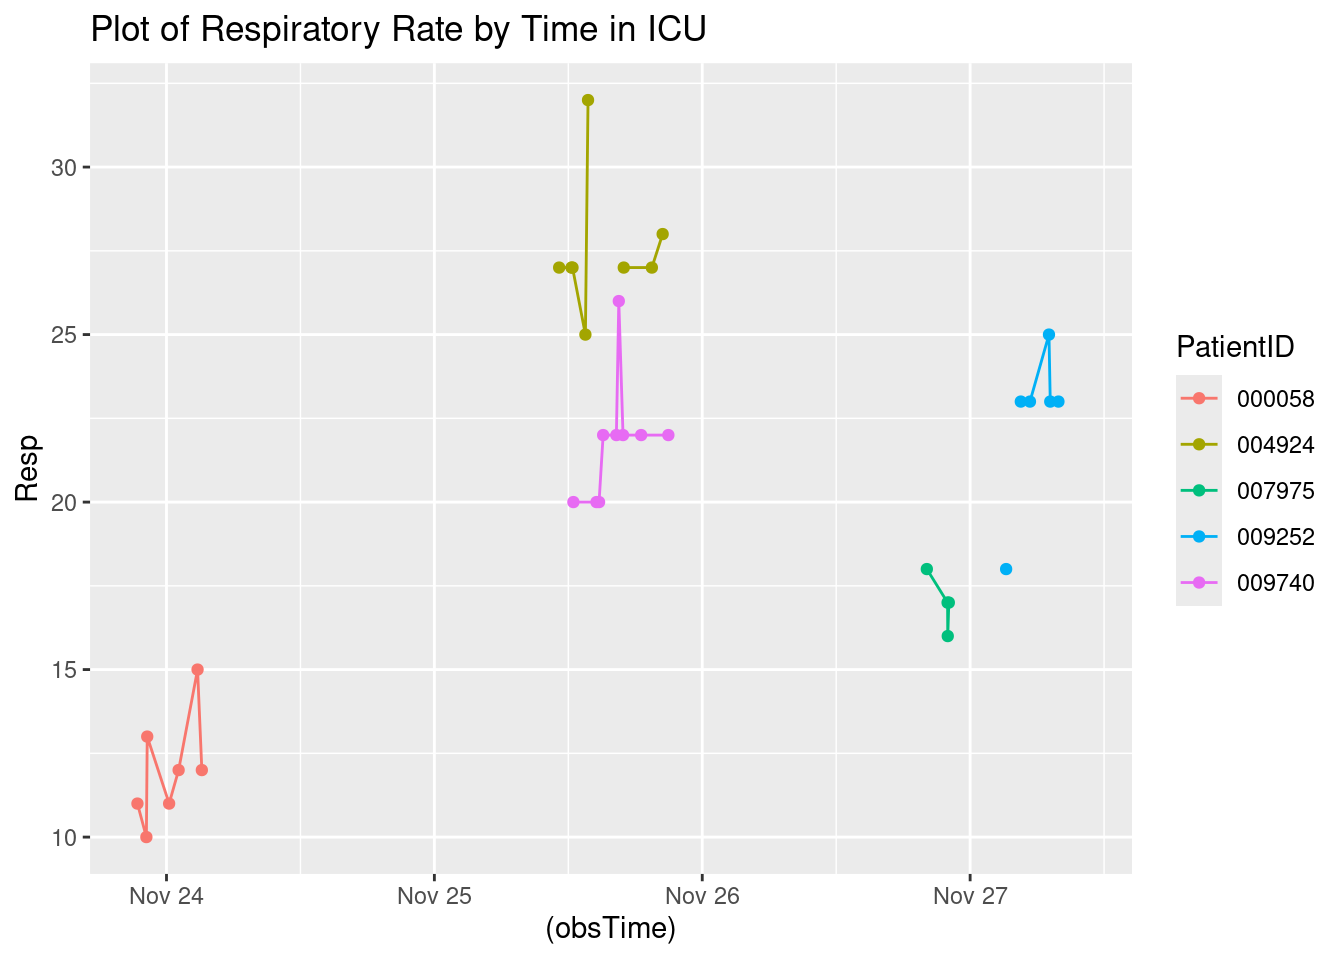 Plot of Respiratory Rate by Time in ICU
Resp
30
25
20
15
10
Nov 24 Nov 25 Nov 26 Nov 27
(obsTime)
PatientID
000058
004924
007975
009252
009740